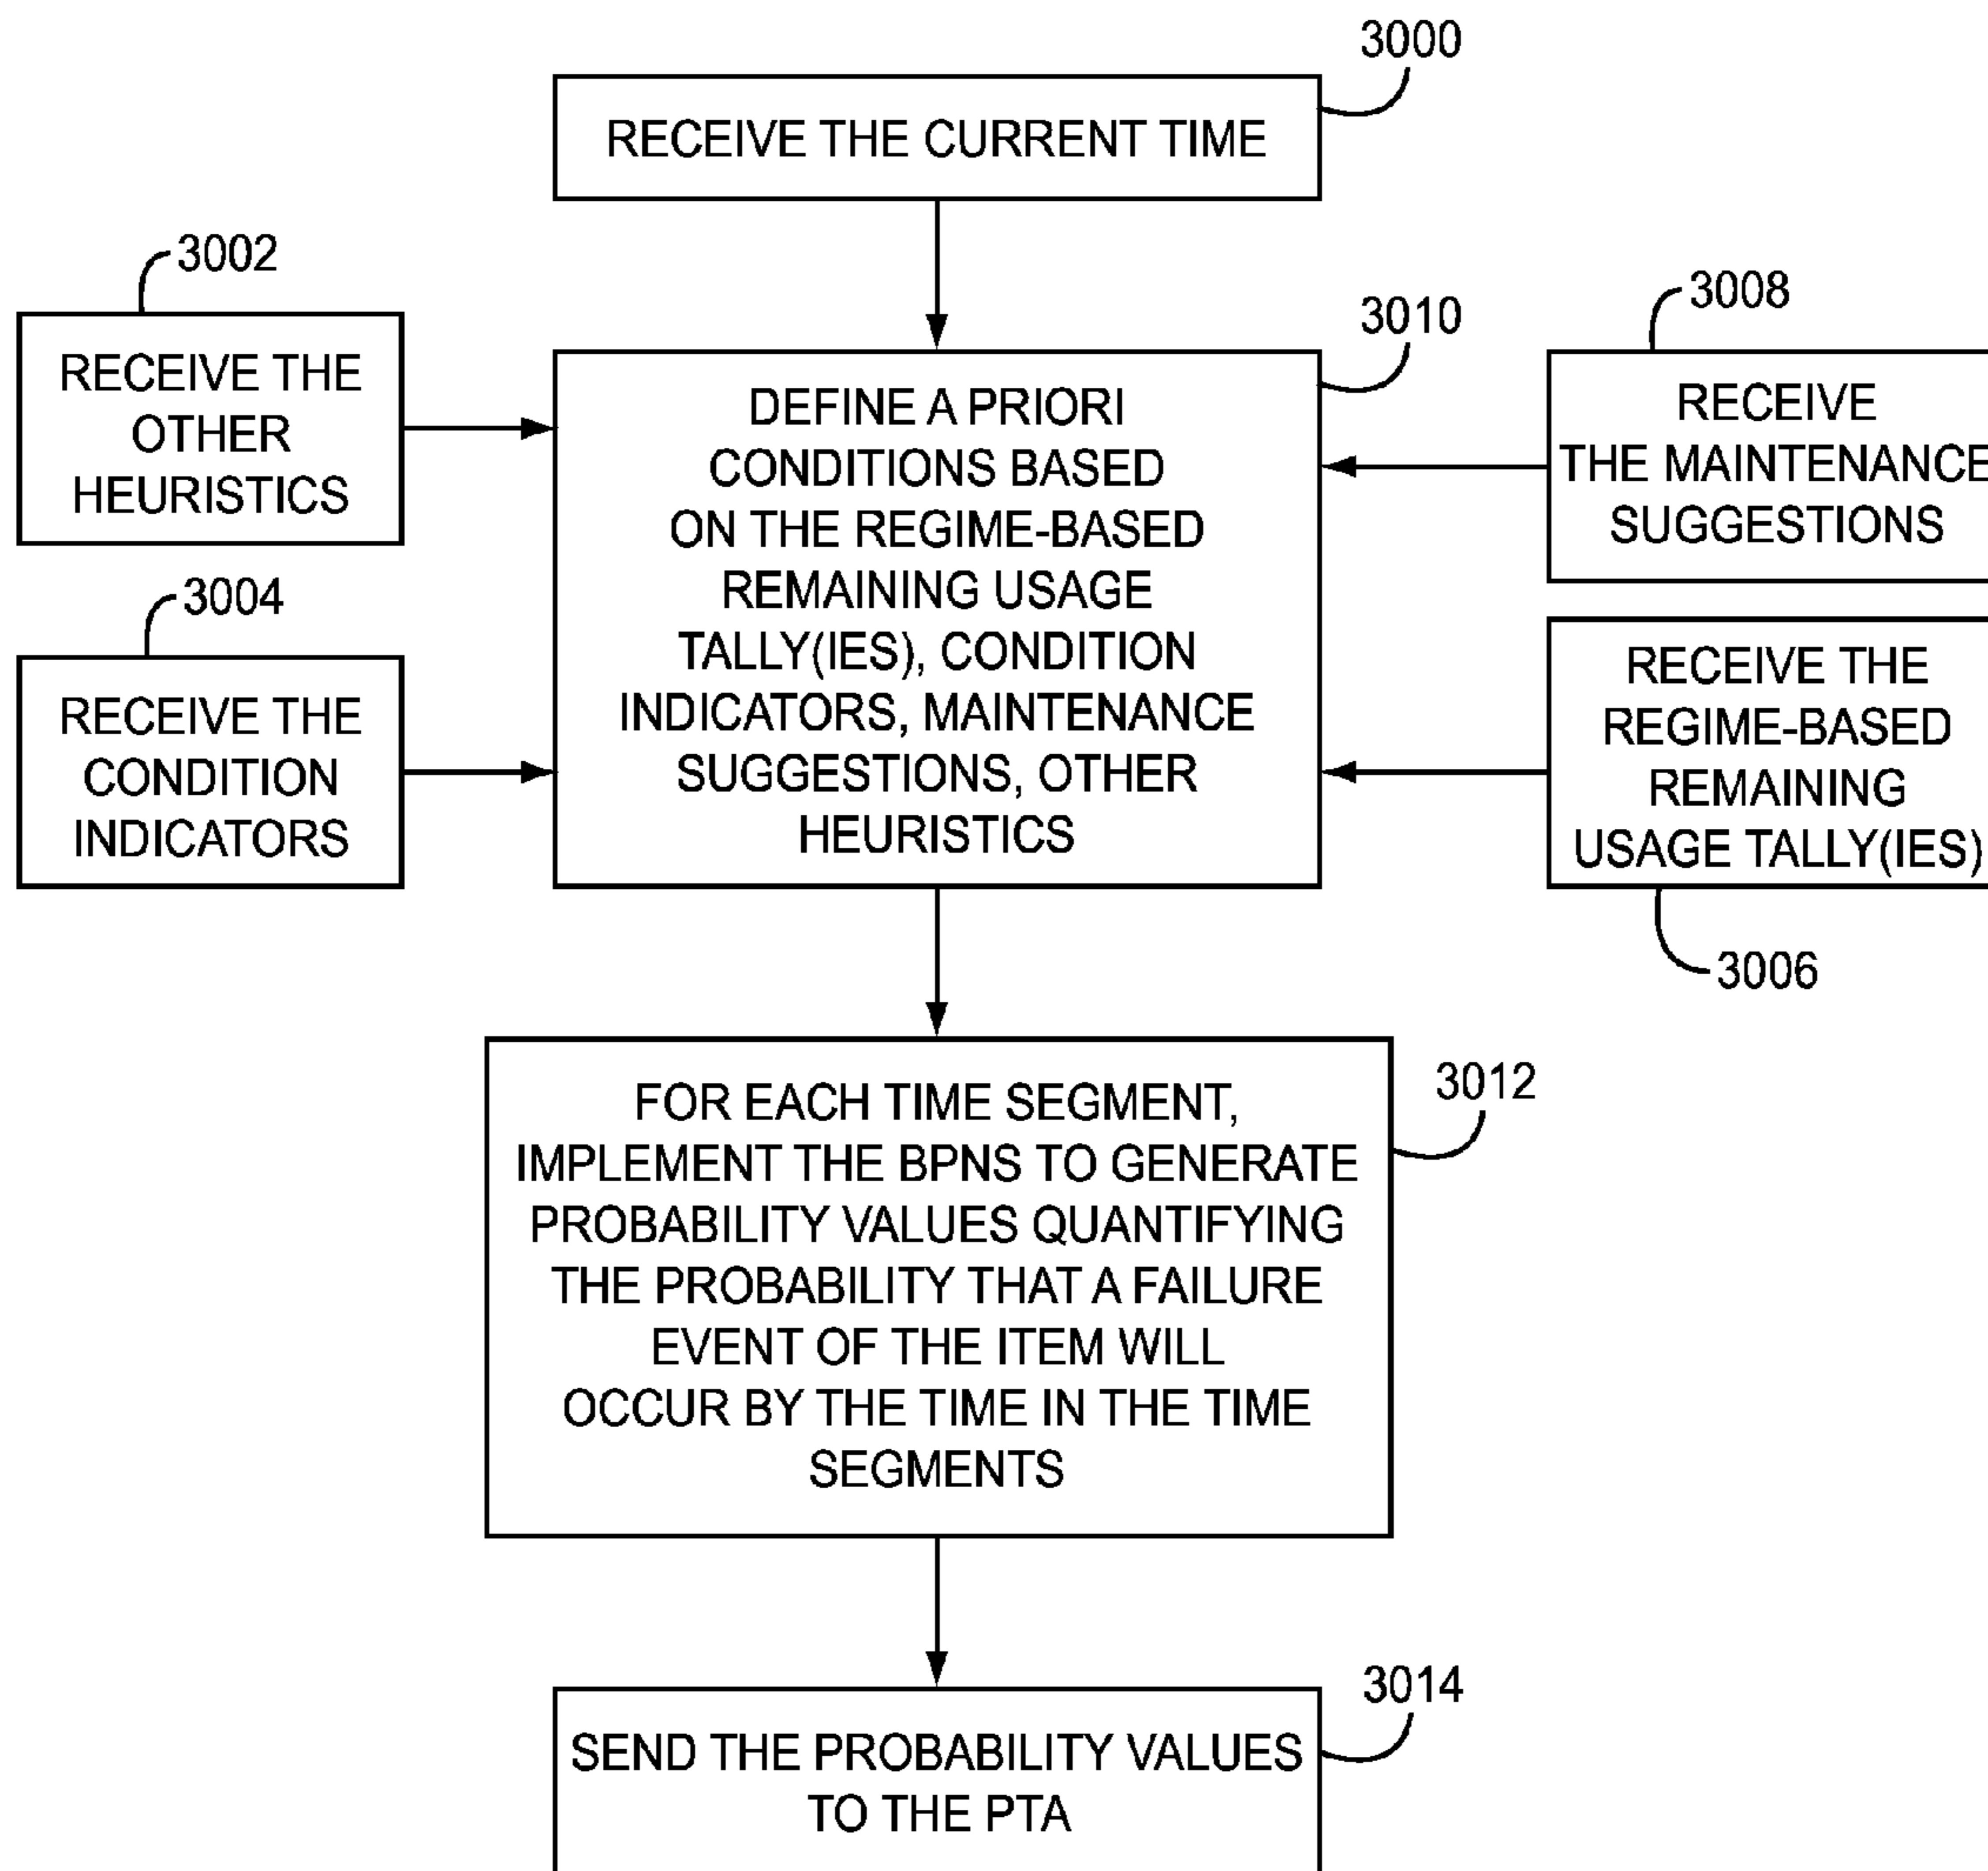 3000
RECEIVE THE CURRENT TIME
3002
RECEIVE THE
OTHER
HEURISTICS
3004
RECEIVE THE
CONDITION
INDICATORS
3010
DEFINE A PRIORI
CONDITIONS BASED
ON THE REGIME-BASED
REMAINING USAGE
TALLY(IES), CONDITION
INDICATORS, MAINTENANCE
SUGGESTIONS, OTHER
HEURISTICS
3008
RECEIVE
THE MAINTENANCE
SUGGESTIONS
RECEIVE THE
REGIME-BASED
REMAINING
USAGE TALLY(IES)
3006
3012
FOR EACH TIME SEGMENT,
IMPLEMENT THE BPNS TO GENERATE
PROBABILITY VALUES QUANTIFYING
THE PROBABILITY THAT A FAILURE
EVENT OF THE ITEM WILL
OCCUR BY THE TIME IN THE TIME
SEGMENTS
3014
SEND THE PROBABILITY VALUES
TO THE PTA